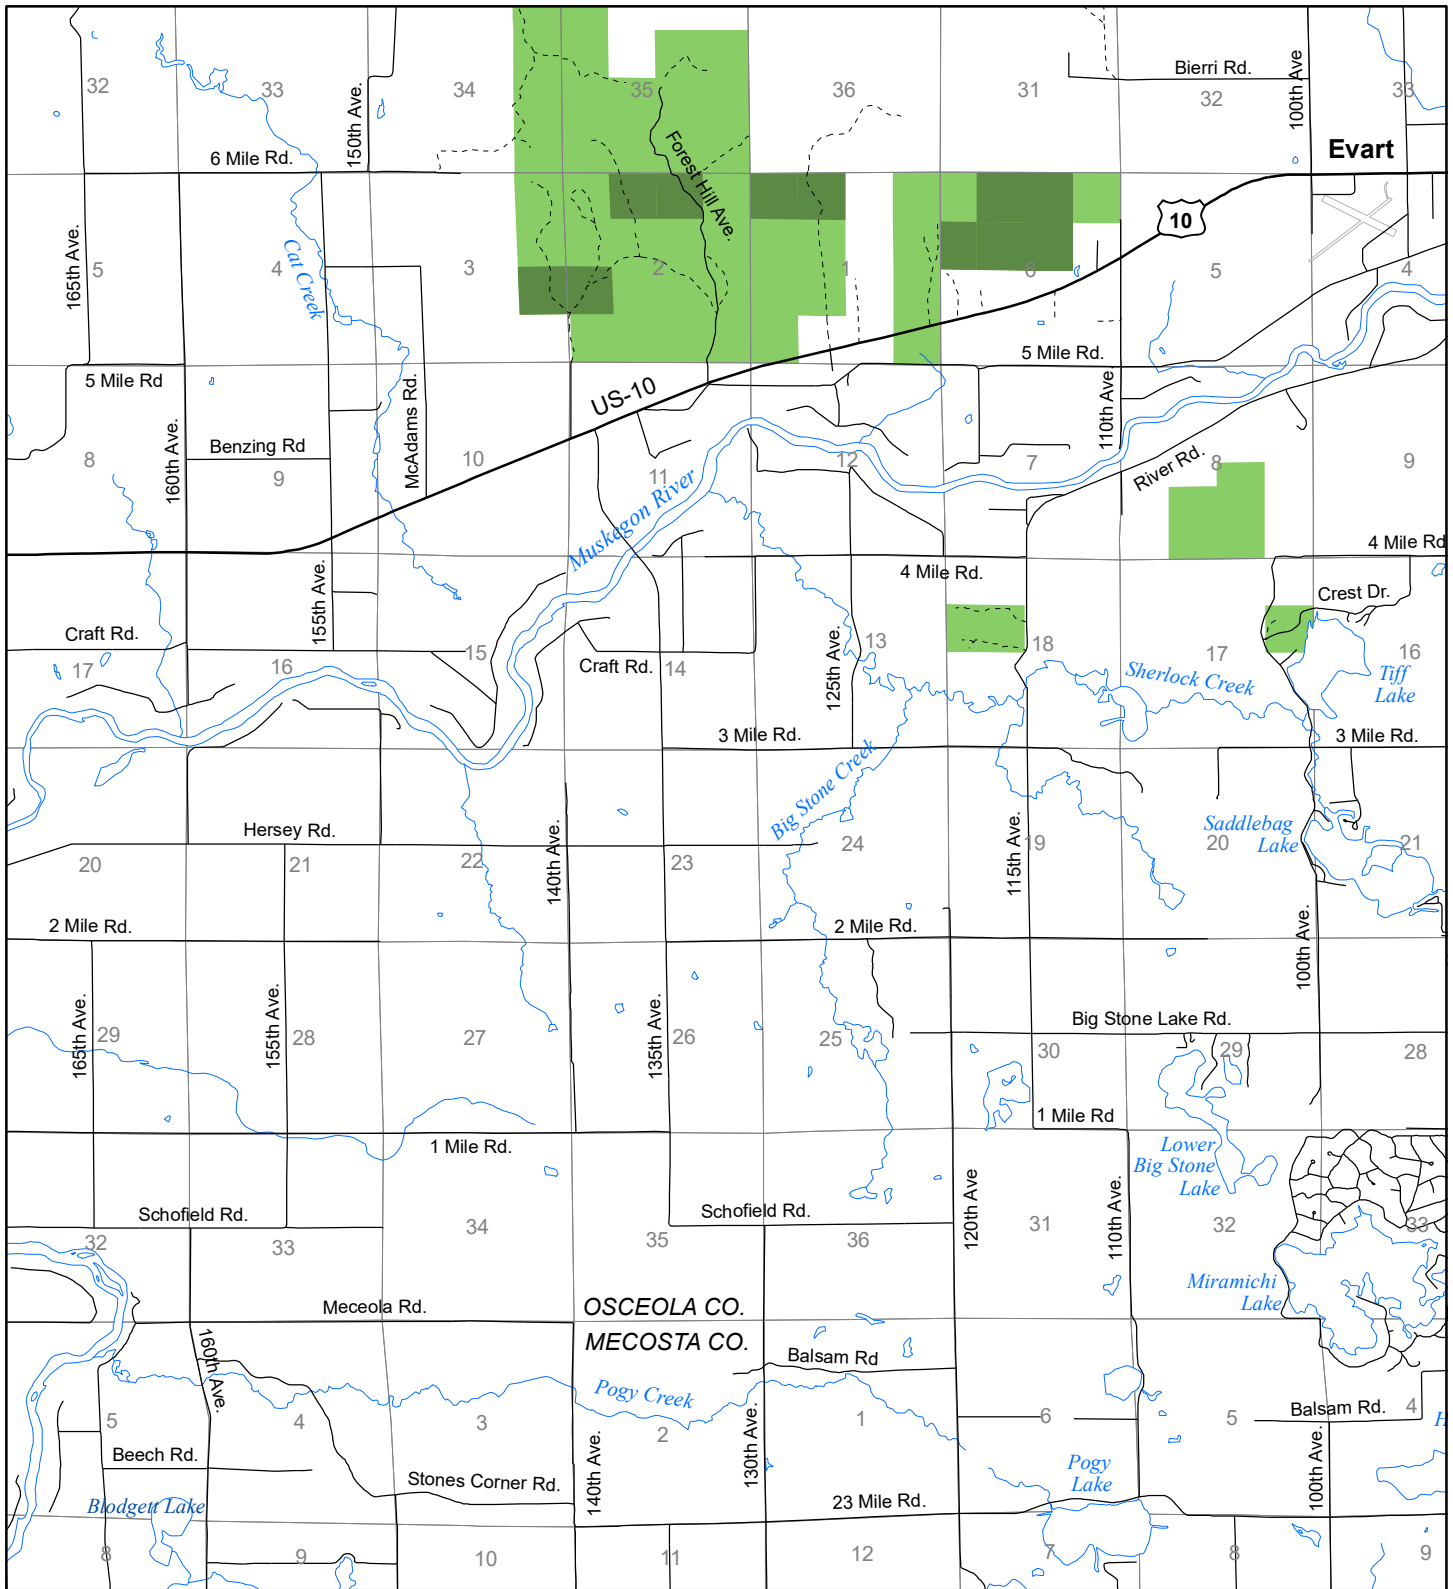 32
33
34
35
36
31
32
33
Bierri Rd.
100th Ave
150th Ave.
6 Mile Rd.
Forest Hill Ave.
Evart
10
165th Ave.
5
4
Cat Creek
3
2
1
6
5
4
5 Mile Rd
5 Mile Rd.
US-10
McAdams Rd.
110th Ave.
160th Ave.
Benzing Rd
8
9
10
11
12
7
8
9
River Rd.
Muskegon River
4 Mile Rd
4 Mile Rd.
155th Ave.
Crest Dr.
Craft Rd.
17
16
15
Craft Rd.
14
125th Ave.
13
18
17
16
Sherlock Creek
Tiff
Lake
3 Mile Rd.
3 Mile Rd.
Big Stone Creek
Hersey Rd.
140th Ave.
115th Ave.
Saddlebag
Lake
20
21
22
23
24
19
20
21
2 Mile Rd.
2 Mile Rd.
100th Ave.
165th Ave.
29
155th Ave.
28
27
135th Ave.
26
25
Big Stone Lake Rd.
30
29
28
1 Mile Rd.
1 Mile Rd
Lower
Big Stone
Lake
Schofield Rd.
Schofield Rd.
120th Ave
110th Ave.
32
33
34
35
36
31
32
33
Meceola Rd.
OSCEOLA CO.
MECOSTA CO.
Miramichi
Lake
160th Ave.
Balsam Rd
Pogy Creek
5
4
3
2
1
6
5
4
Balsam Rd.
H
Beech Rd.
Stones Corner Rd.
140th Ave.
130th Ave.
Pogy
Lake
100th Ave.
Blodgett Lake
23 Mile Rd.
8
9
10
11
12
7
8
9